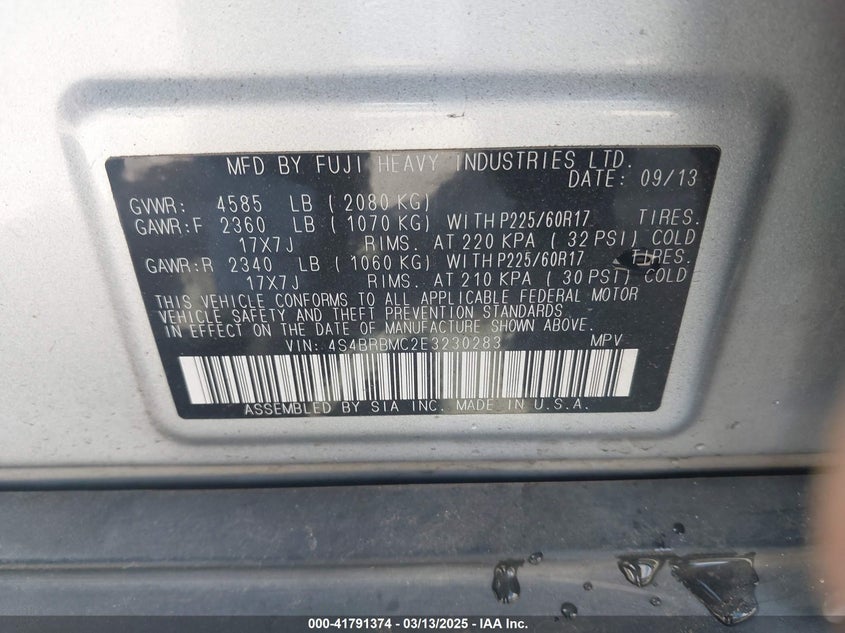 MFD BY FUJI HEAVY INDUSTRIES LTD.
DATE: 09/13
GVWR: 4585 LB (2080 KG)
GAWR:F 2360 LB (1070 KG) WITH P225/60R17 TIRES.
17X7J RIMS. AT 220 KPA (32 PSI) COLD
GAWR:R 2340 LB (1060 KG) WITH P225/60R17 TIRES.
17X7J RIMS. AT 210 KPA (30 PSI) COLD
THIS VEHICLE CONFORMS TO ALL APPLICABLE FEDERAL MOTOR
VEHICLE SAFETY AND THEFT PREVENTION STANDARDS
IN EFFECT ON THE DATE OF MANUFACTURE SHOWN ABOVE.
VIN: 4S4BRBMC2E3230283 MPV
ASSEMBLED BY SIA INC. MADE IN U.S.A.
000-41791374 - 03/13/2025 - IAA Inc.